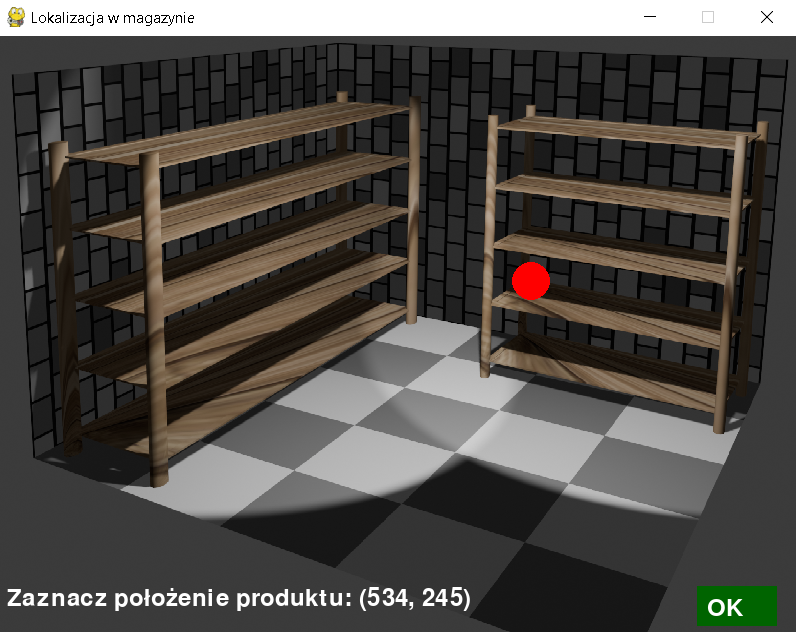 Lokalizacja w magazynie
Zaznacz położenie produktu: (534, 245)
OK